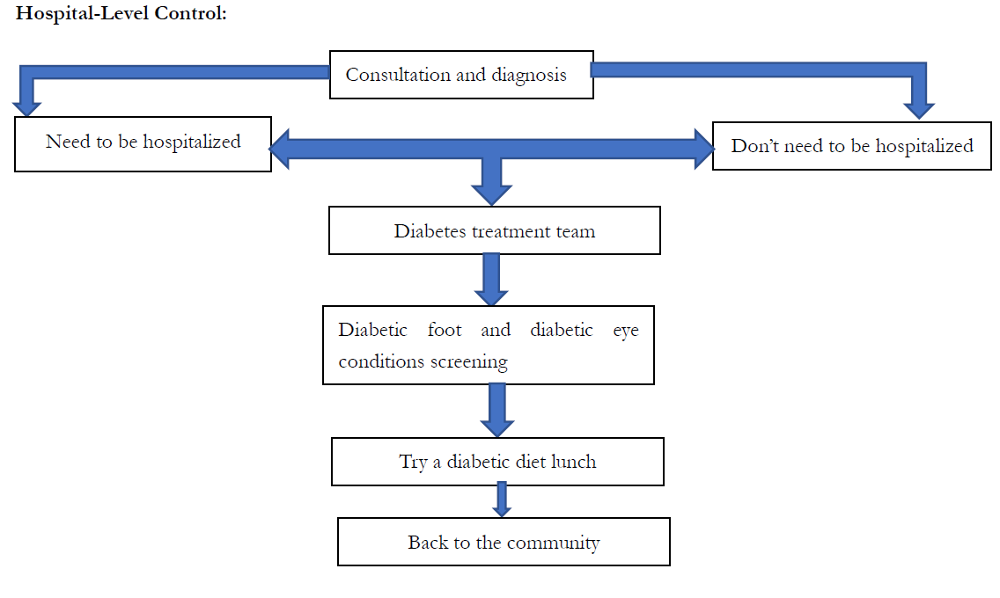 Hospital-Level Control:
Consultation and diagnosis
Need to be hospitalized
Don’t need to be hospitalized
Diabetes treatment team
Diabetic foot and diabetic eye
conditions screening
Try a diabetic diet lunch
Back to the community